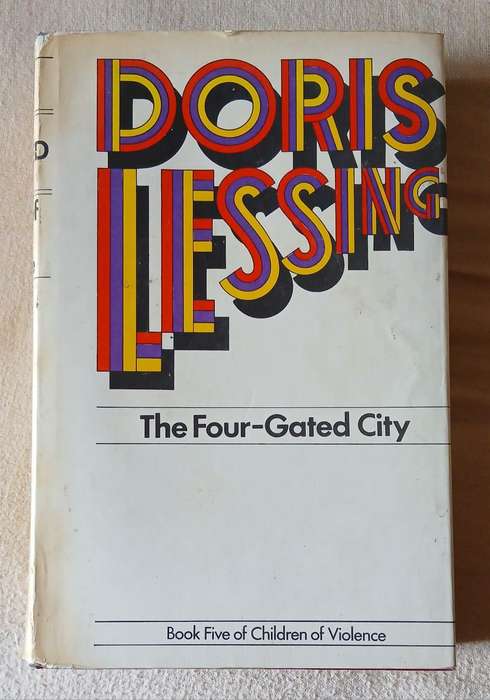 DORIS
LESSING
The Four-Gated City
Book Five of Children of Violence